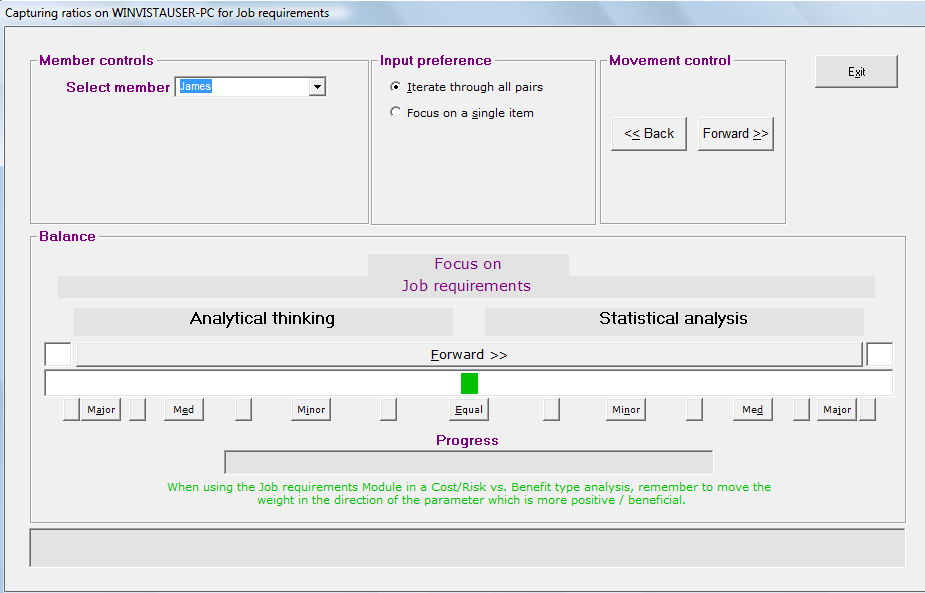 Capturing ratios on WINVISTAUSER-PC for Job requirements
Member controls
Select member James
Input preference
Iterate through all pairs
Focus on a single item
Movement control
<< Back Forward >>
Exit
Balance
Focus on
Job requirements
Analytical thinking Statistical analysis
Forward >>
Major Med Minor Equal Minor Med Major
Progress
When using the Job requirements Module in a Cost/Risk vs. Benefit type analysis, remember to move the
weight in the direction of the parameter which is more positive / beneficial.